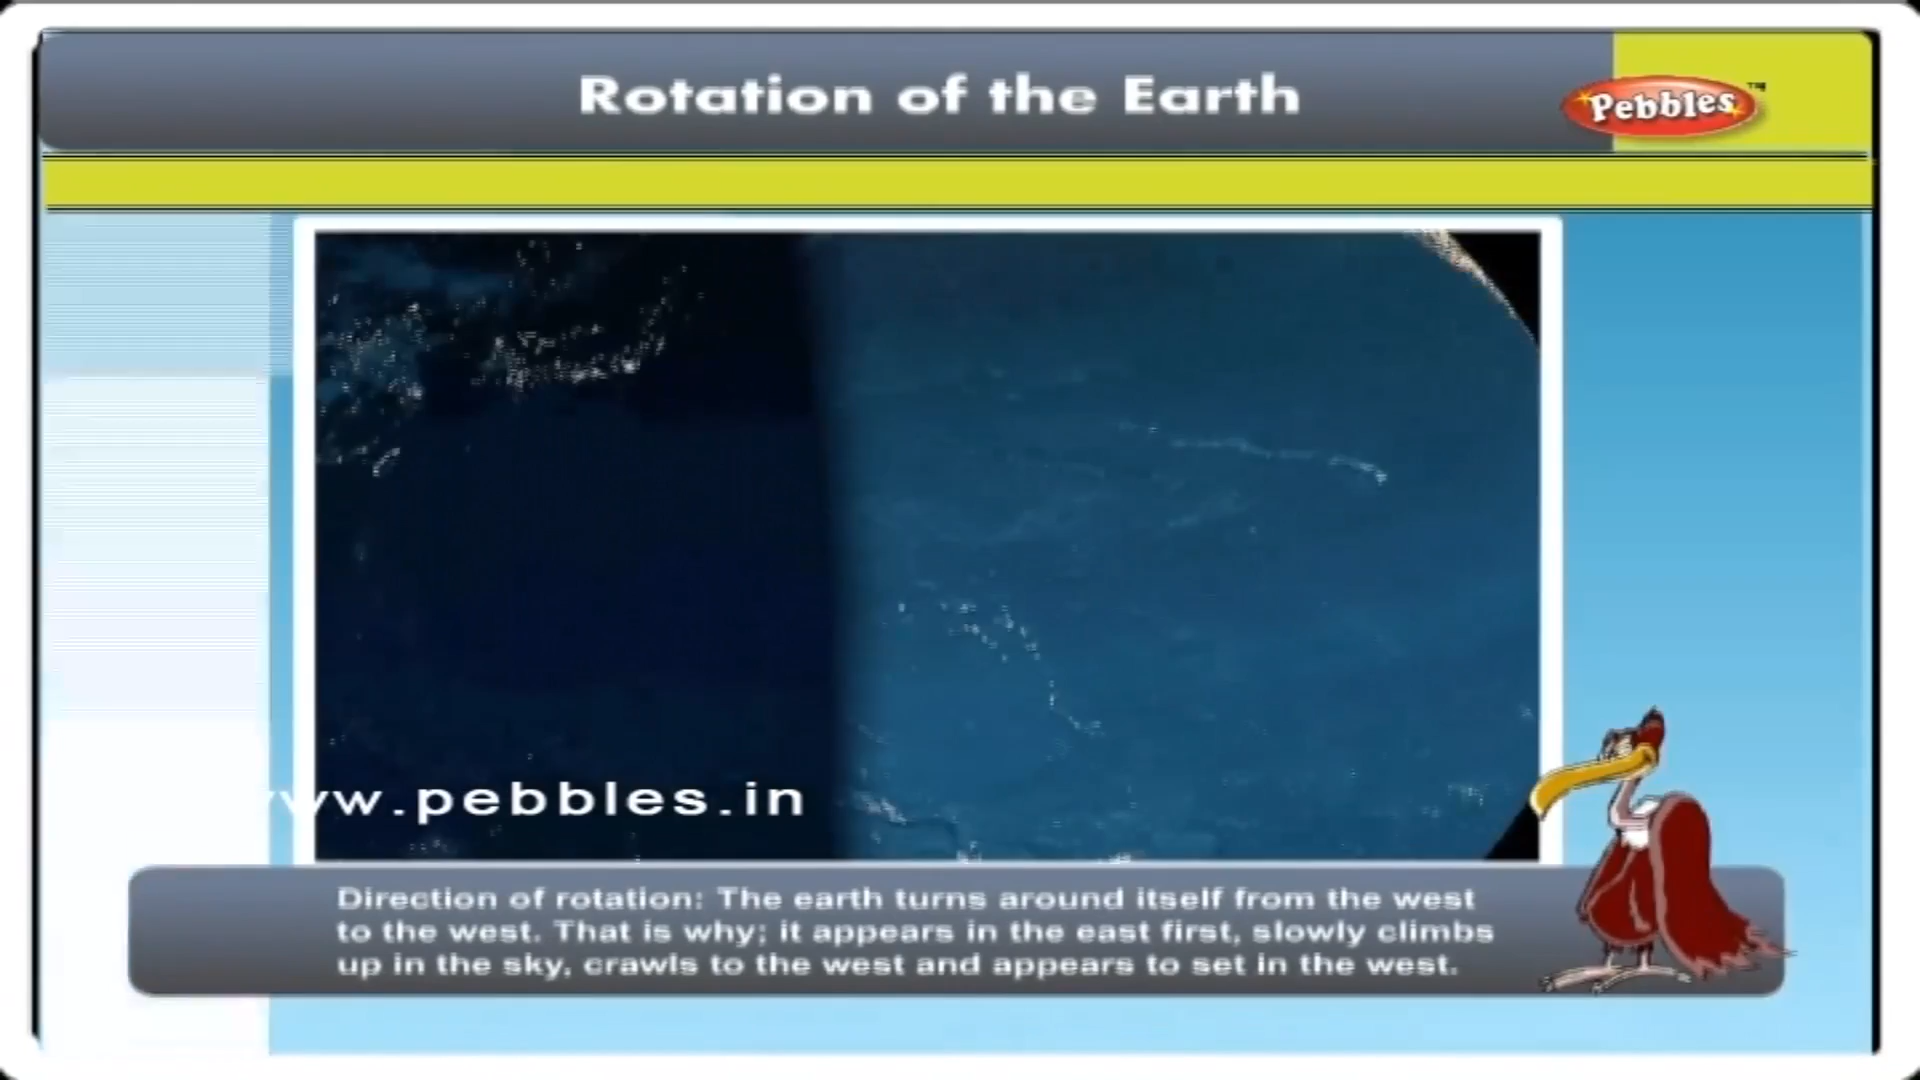 Rotation of the Earth
Pebbles™
www.pebbles.in
Direction of rotation: The earth turns around itself from the west
to the west. That is why; it appears in the east first, slowly climbs
up in the sky, crawls to the west and appears to set in the west.